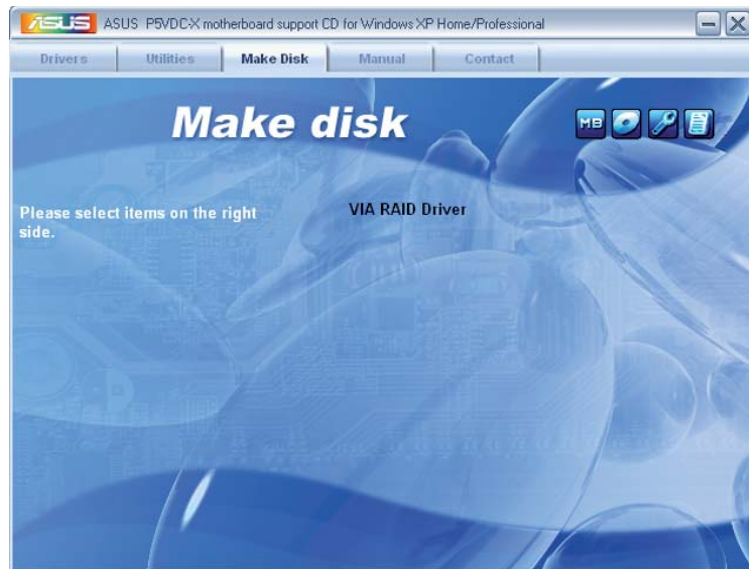 ASUS ASUS P5VDC-X motherboard support CD for Windows XP Home/Professional
Drivers Utilities Make Disk Manual Contact
Make disk
MB
Please select items on the right
side.
VIA RAID Driver